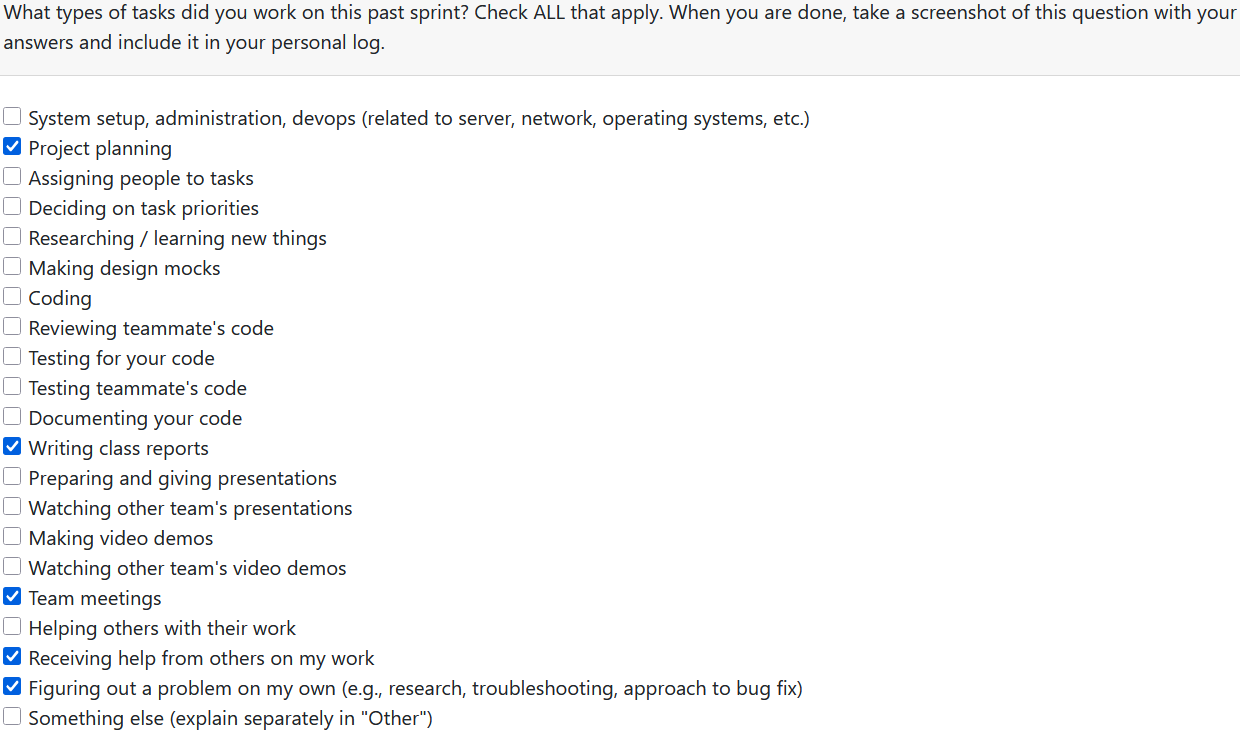 What types of tasks did you work on this past sprint? Check ALL that apply. When you are done, take a screenshot of this question with your
answers and include it in your personal log.
System setup, administration, devops (related to server, network, operating systems, etc.)
Project planning
Assigning people to tasks
Deciding on task priorities
Researching / learning new things
Making design mocks
Coding
Reviewing teammate's code
Testing for your code
Testing teammate's code
Documenting your code
Writing class reports
Preparing and giving presentations
Watching other team's presentations
Making video demos
Watching other team's video demos
Team meetings
Helping others with their work
Receiving help from others on my work
Figuring out a problem on my own (e.g., research, troubleshooting, approach to bug fix)
Something else (explain separately in "Other")